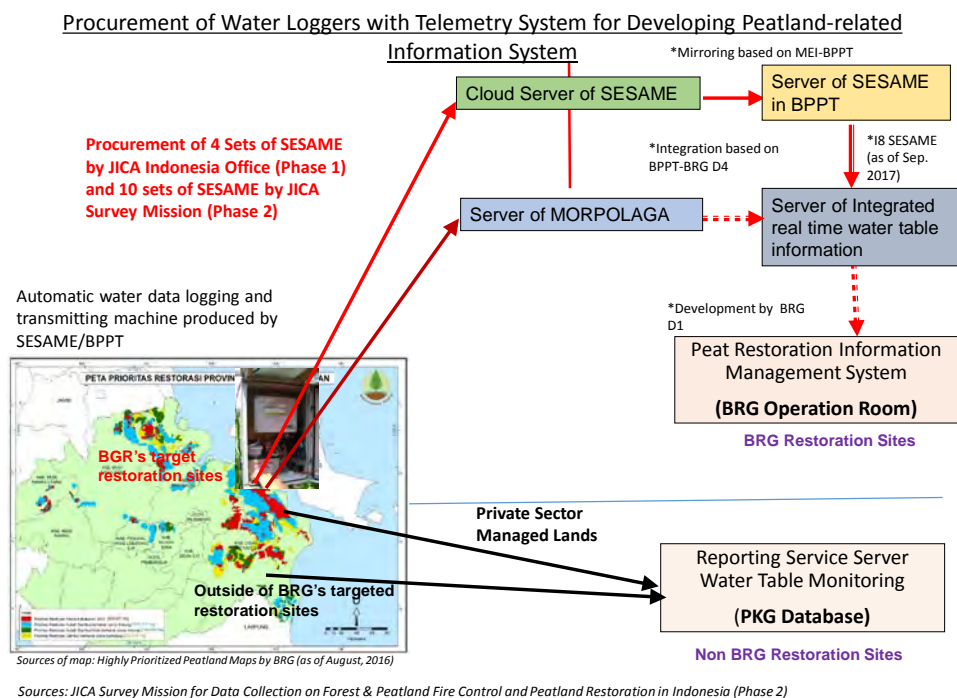 Procurement of Water Loggers with Telemetry System for Developing Peatland-related
Information System
*Mirroring based on MEI-BPPT
Cloud Server of SESAME
Server of SESAME
in BPPT
Procurement of 4 Sets of SESAME
by JICA Indonesia Office (Phase 1)
and 10 sets of SESAME by JICA
Survey Mission (Phase 2)
*Integration based on
BPPT-BRG D4
*I8 SESAME
(as of Sep.
2017)
Server of MORPOLAGA
Server of Integrated
real time water table
information
Automatic water data logging and
transmitting machine produced by
SESAME/BPPT
*Development by BRG
D1
Peat Restoration Information
Management System
(BRG Operation Room)
BRG Restoration Sites
PETA PRIORITAS RESTORASI PROVIN
AN
BGR's target
restoration sites
Private Sector
Managed Lands
Outside of BRG's targeted
restoration sites
LAMPUNG
Reporting Service Server
Water Table Monitoring
(PKG Database)
Non BRG Restoration Sites
Sources of map: Highly Prioritized Peatland Maps by BRG (as of August, 2016)
Sources: JICA Survey Mission for Data Collection on Forest & Peatland Fire Control and Peatland Restoration in Indonesia (Phase 2)